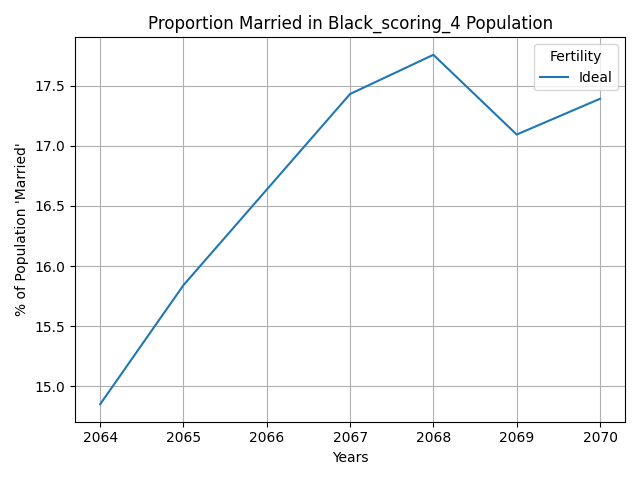 Proportion Married in Black_scoring_4 Population
Fertility
Ideal
% of Population 'Married'
17.5
17.0
16.5
16.0
15.5
15.0
2064 2065 2066 2067 2068 2069 2070
Years